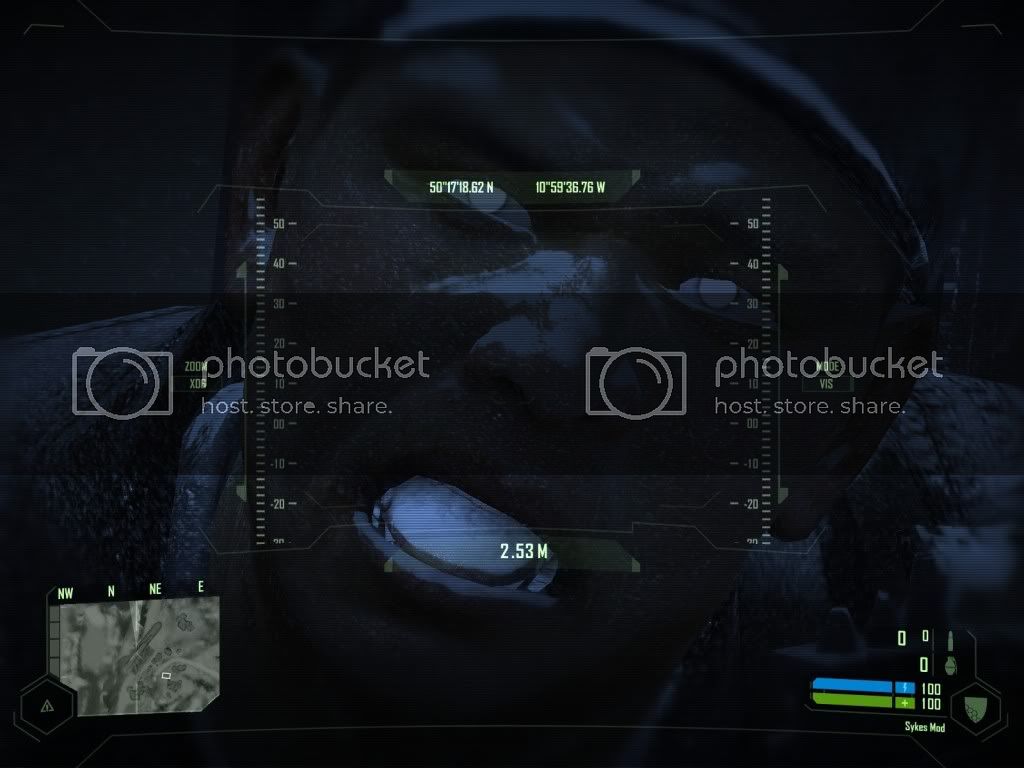 50"17'18.62 N 10"59'36.76 W
50 50
40 40
30 30
20 20
ZOOM MODE
X06 VIS
photobucket photobucket
host. store. share. host. store. share.
10 10
00 00
-10 -10
-20 -20
2.53 M
NW N NE E
0 0
0
100
100
Sykes Mod